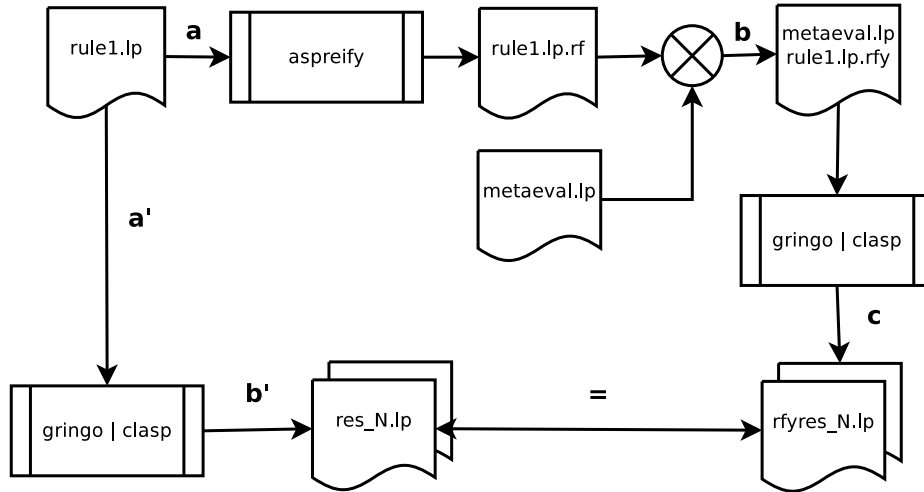 rule1.lp
a
aspreify
rule1.lp.rf
b
metaeval.lp
rule1.lp.rfy
metaeval.lp
a'
gringo | clasp
c
gringo | clasp
b'
res_N.lp
=
rfyres_N.lp